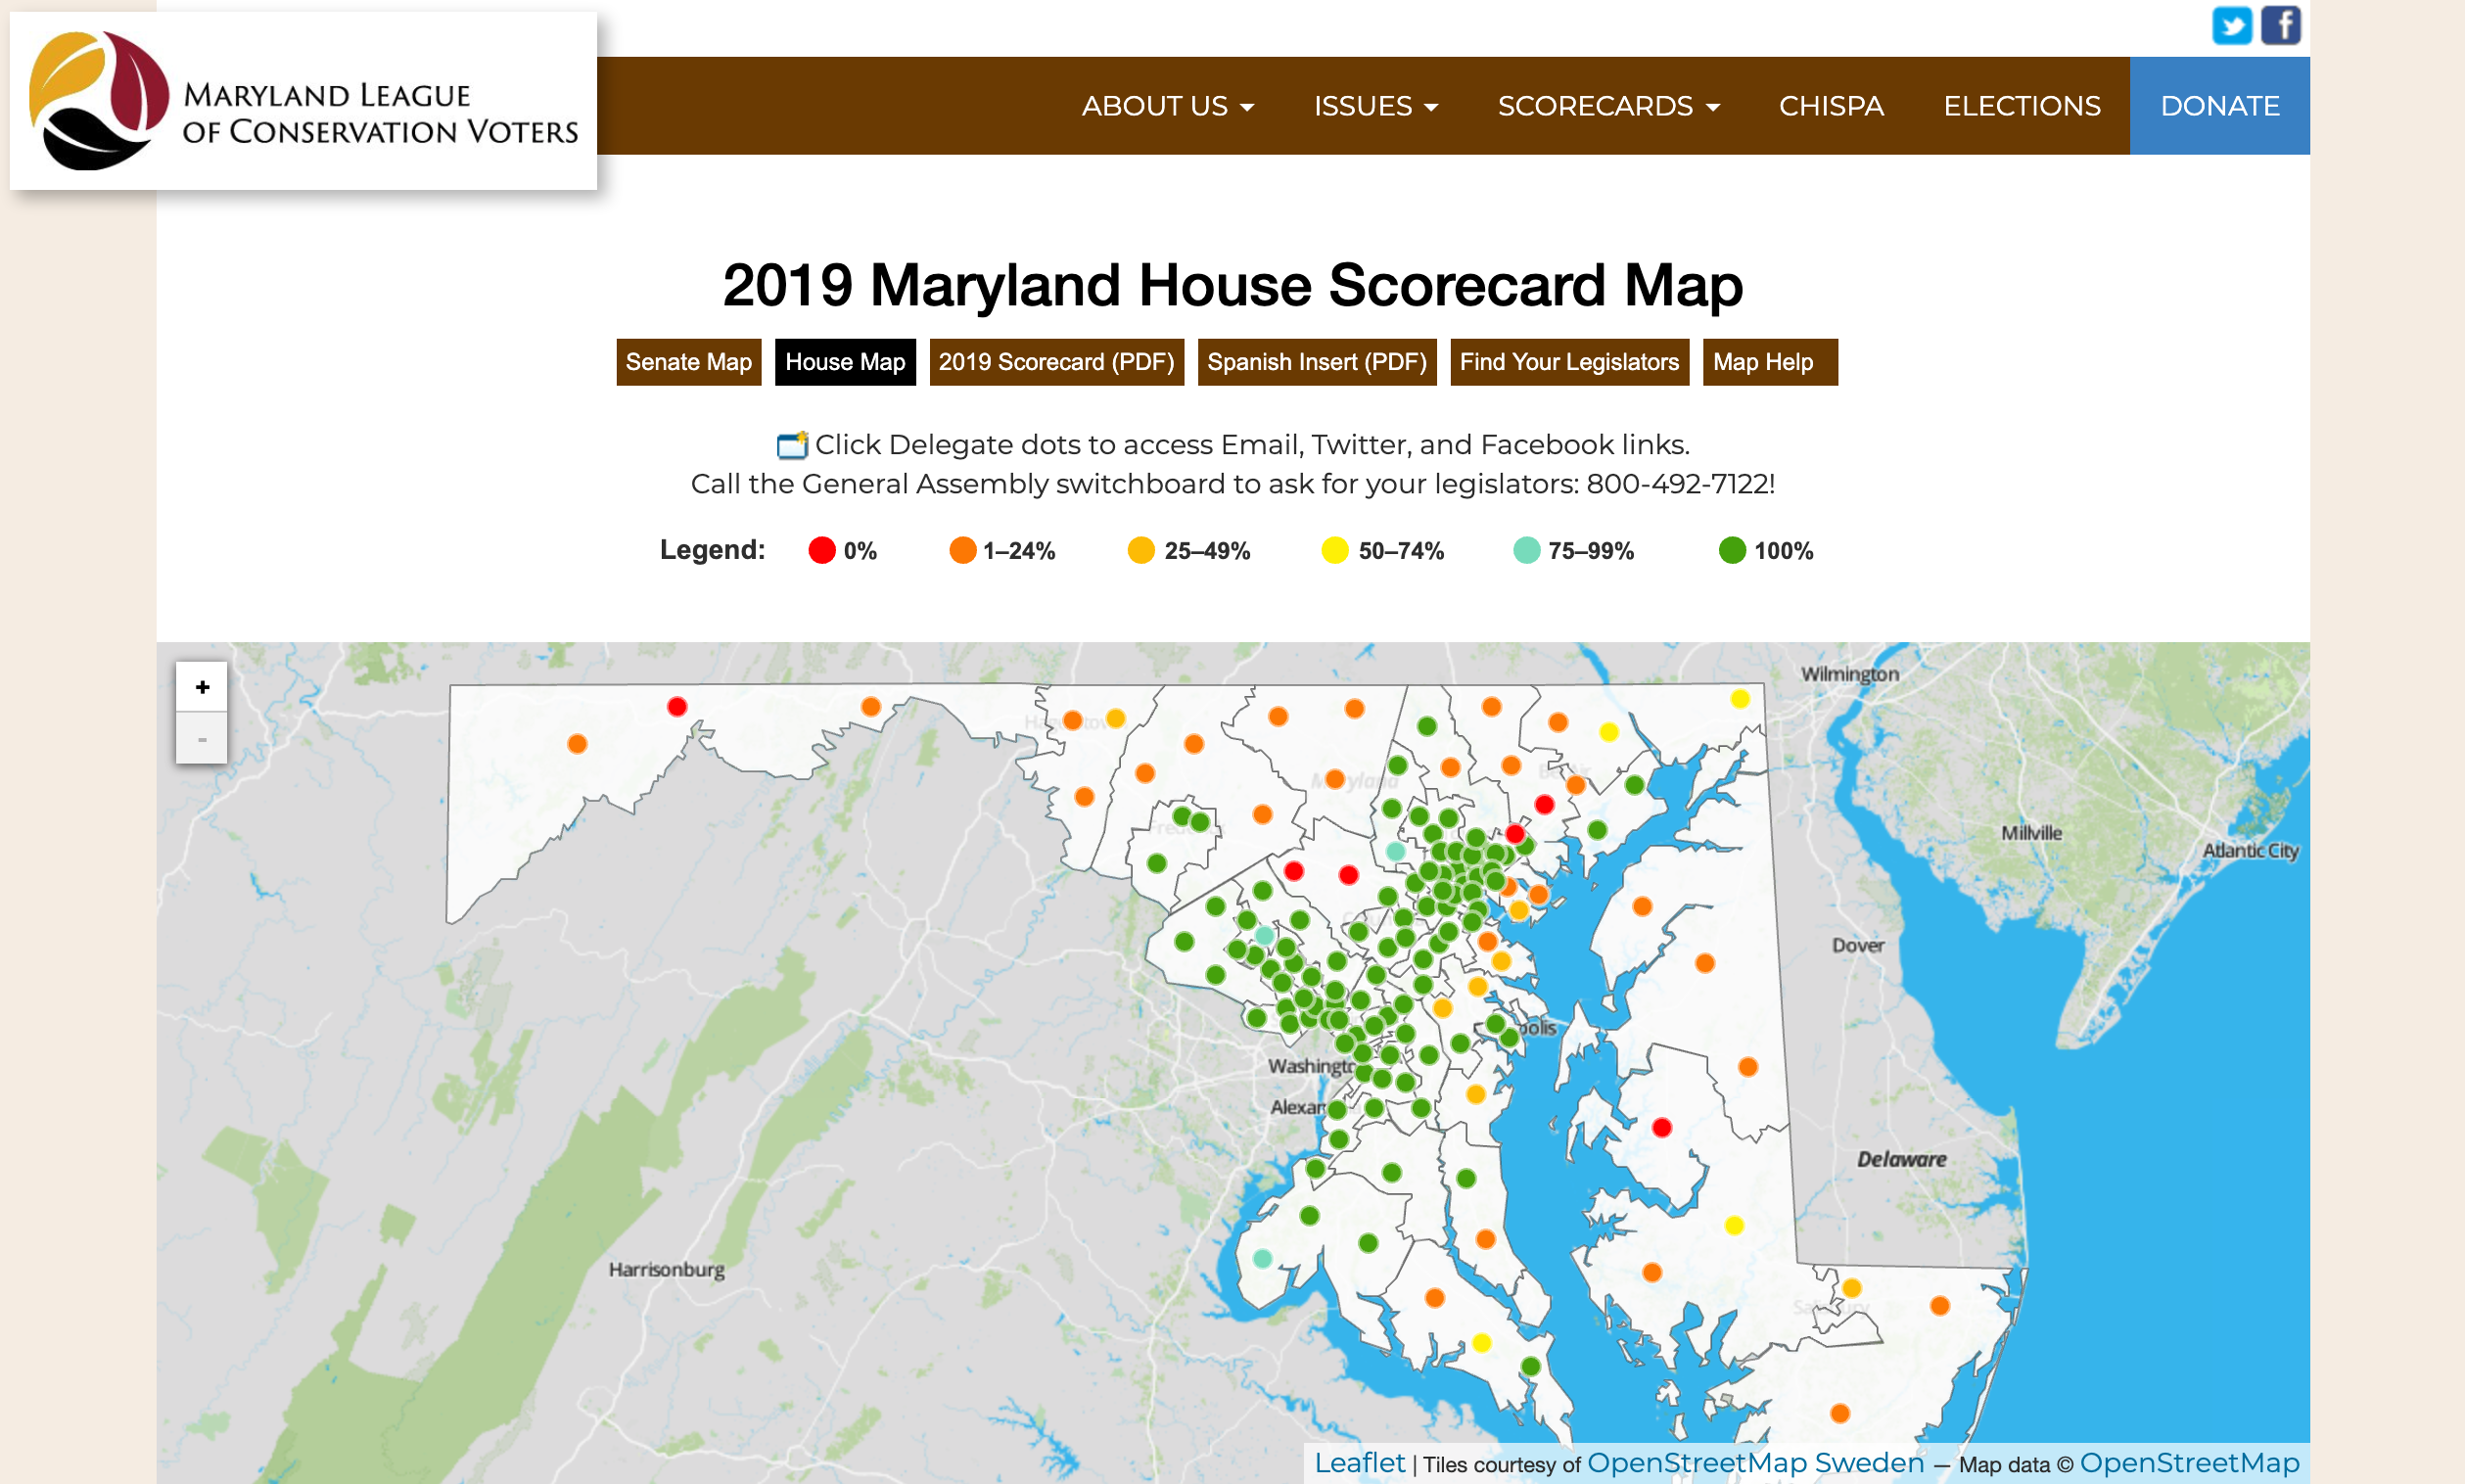 MARYLAND LEAGUE
OF CONSERVATION VOTERS
ABOUT US
ISSUES
SCORECARDS
CHISPA
ELECTIONS
DONATE
2019 Maryland House Scorecard Map
Senate Map
House Map
2019 Scorecard (PDF)
Spanish Insert (PDF)
Find Your Legislators
Map Help
Click Delegate dots to access Email, Twitter, and Facebook links.
Call the General Assembly switchboard to ask for your legislators: 800-492-7122!
Legend:
0%
1–24%
25–49%
50–74%
75–99%
100%
+
-
Wilmington
Maryland
Millville
Atlantic City
Dover
Delaware
Harrisonburg
Leaflet | Tiles courtesy of OpenStreetMap Sweden — Map data © OpenStreetMap